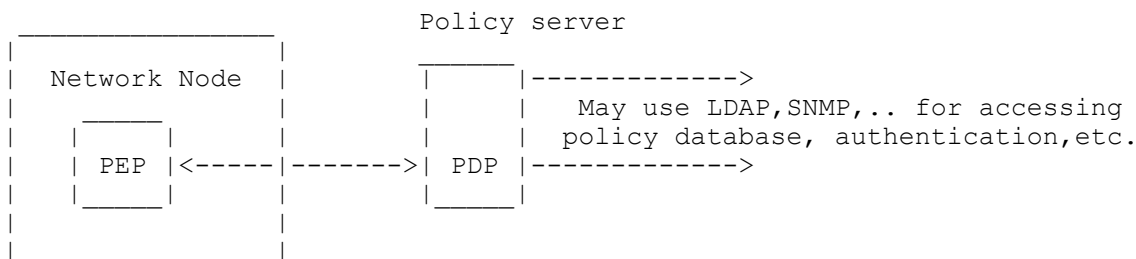 Policy server
Network Node
May use LDAP,SNMP,.. for accessing
policy database, authentication,etc.
PEP
PDP